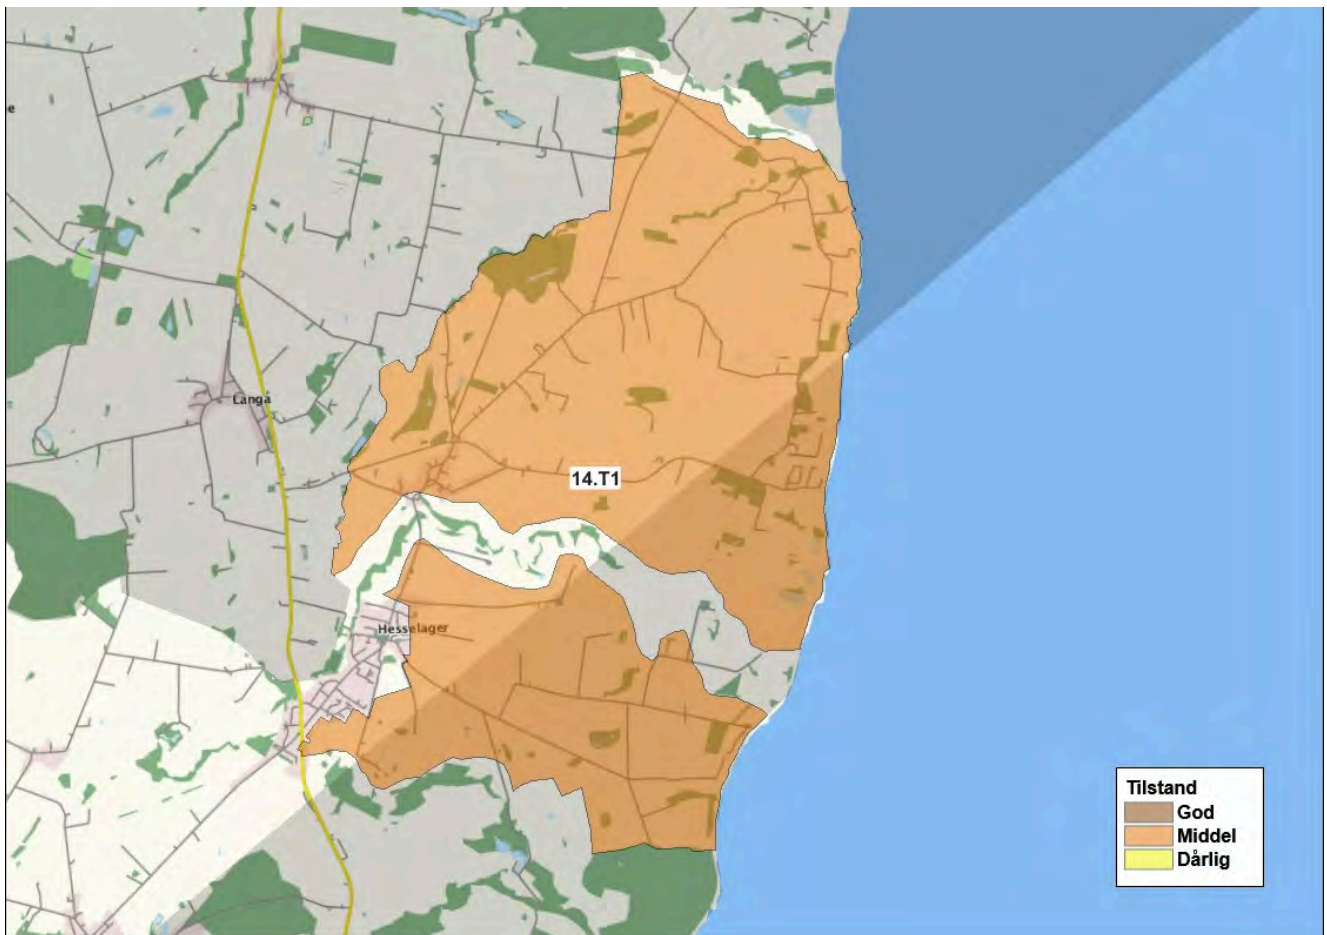 e
Langå
14.T1
Hesselager
Tilstand
God
Middel
Dårlig